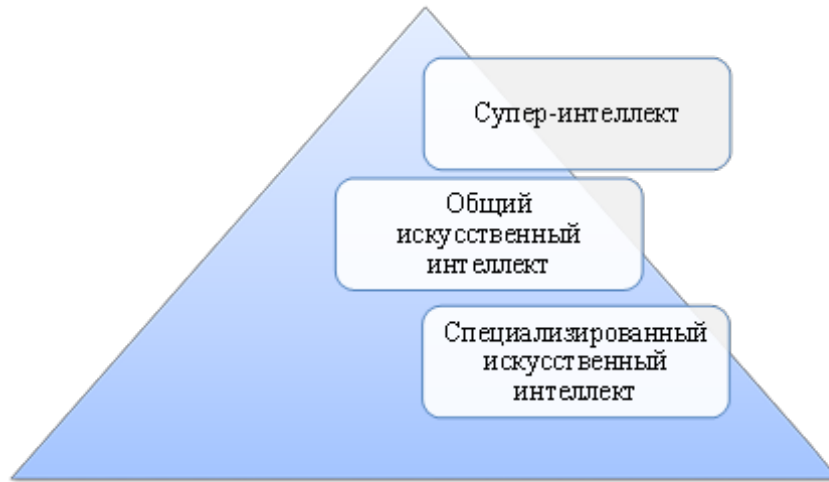 Супер-интеллект
Общий
искусственный
интеллект
Специализированный
искусственный
интеллект